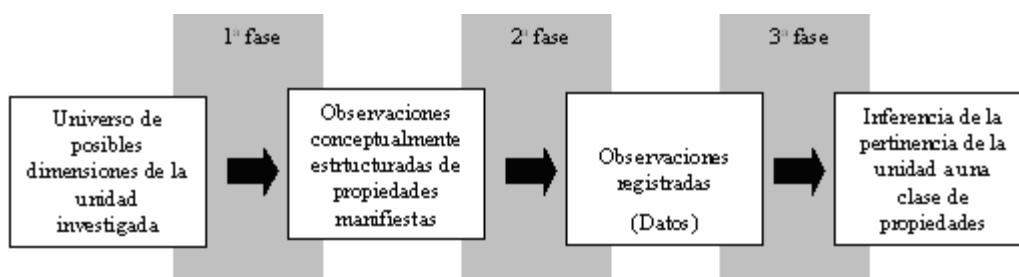 1ª fase
2ª fase
3ª fase
Universo de
posibles
dimensiones de la
unidad
investigada
Observaciones
conceptualmente
estrtucturadas de
propiedades
manifiestas
Observaciones
registradas
(Datos)
Inferencia de la
pertinencia de la
unidad a una
clase de
propiedades